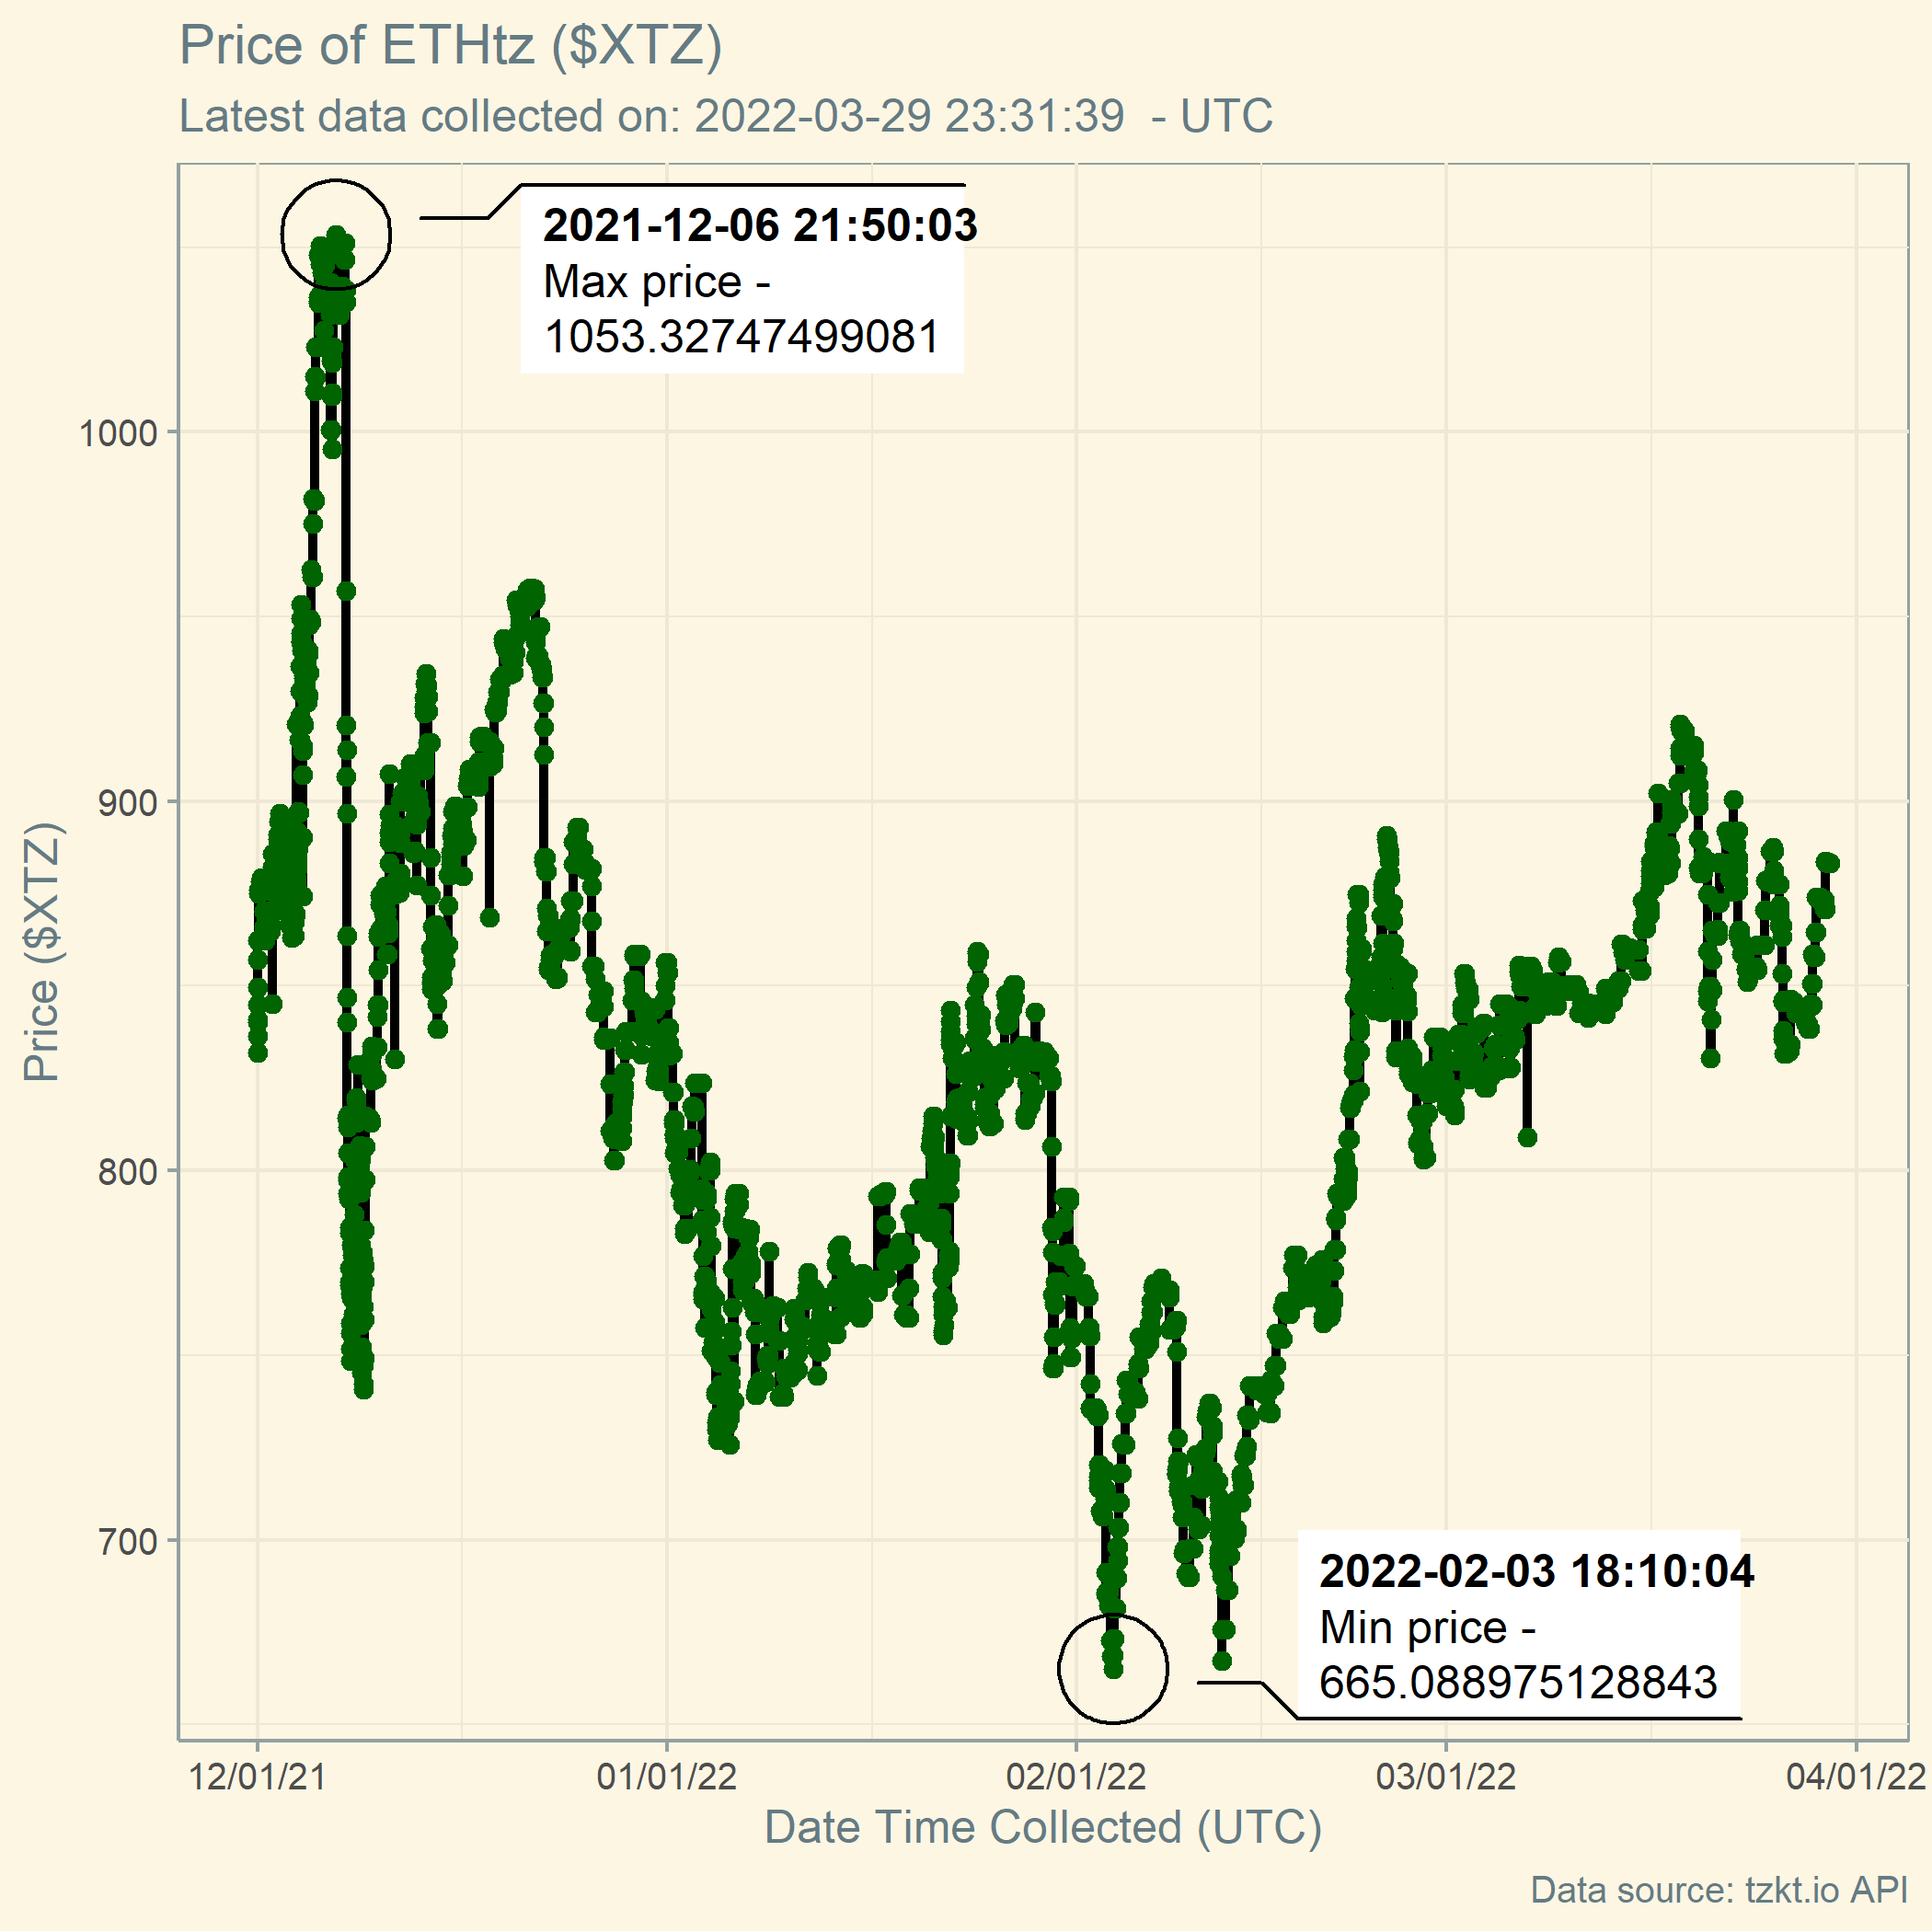 Price of ETHtz ($XTZ)
Latest data collected on: 2022-03-29 23:31:39  - UTC
2021-12-06 21:50:03
Max price -
1053.32747499081
1000
900
800
700
Price ($XTZ)
2022-02-03 18:10:04
Min price -
665.088975128843
12/01/21
01/01/22
02/01/22
03/01/22
04/01/22
Date Time Collected (UTC)
Data source: tzkt.io API